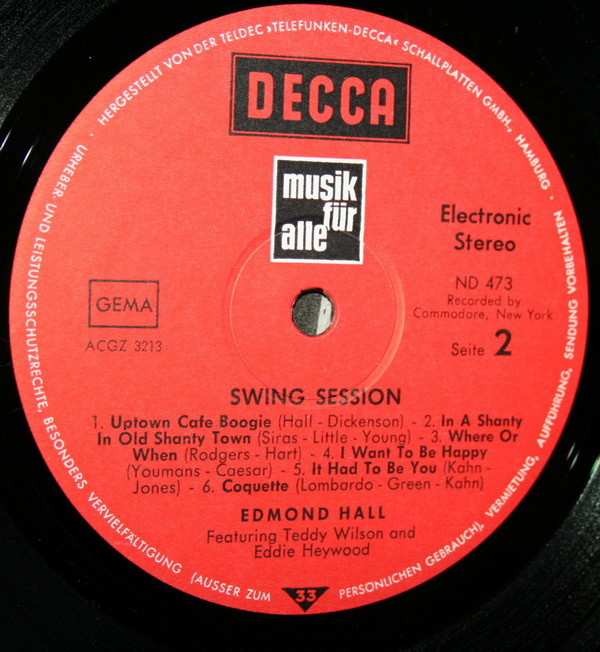 HERGESTELLT VON DER TELDEC »TELEFUNKEN-DECCA« SCHALLPLATTEN GMBH., HAMBURG · URHEBER- UND LEISTUNGSSCHUTZRECHTE, BESONDERS VERVIELFÄLTIGUNG (AUSSER ZUM PERSÖNLICHEN GEBRAUCH), VERMIETUNG, AUFFÜHRUNG, SENDUNG VORBEHALTEN ·
DECCA
musik
für
alle
Electronic
Stereo
GEMA
ACGZ 3213
ND 473
Recorded by
Commodore, New York
Seite 2
SWING SESSION
1. Uptown Cafe Boogie (Hall - Dickenson) - 2. In A Shanty
In Old Shanty Town (Siras - Little - Young) - 3. Where Or
When (Rodgers - Hart) - 4. I Want To Be Happy
(Youmans - Caesar) - 5. It Had To Be You (Kahn -
Jones) - 6. Coquette (Lombardo - Green - Kahn)
EDMOND HALL
Featuring Teddy Wilson and
Eddie Heywood
33